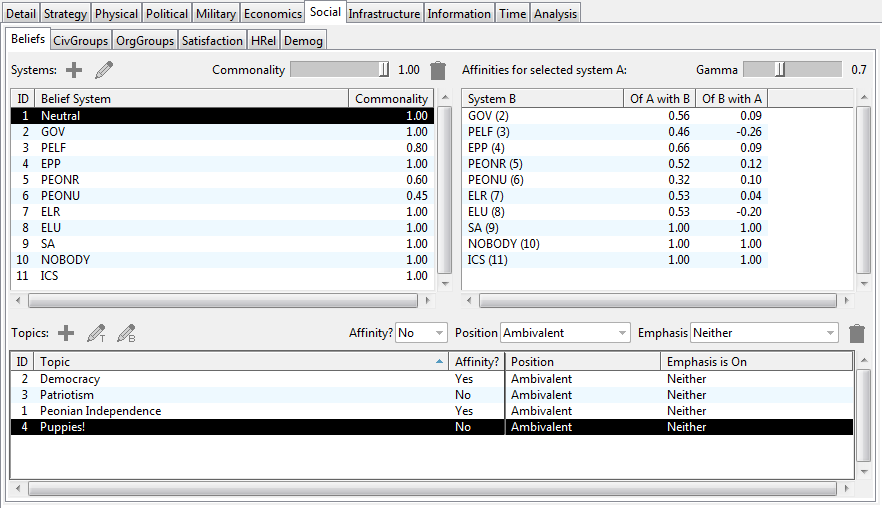 Detail Strategy Physical Political Military Economics Social Infrastructure Information Time Analysis
Beliefs CivGroups OrgGroups Satisfaction HRel Demog
Systems: Commonality 1.00 Affinities for selected system A: Gamma 0.7
ID Belief System Commonality System B Of A with B Of B with A
1 Neutral 1.00 GOV (2) 0.56 0.09
2 GOV 1.00 PELF (3) 0.46 -0.26
3 PELF 0.80 EPP (4) 0.66 0.09
4 EPP 1.00 PEONR (5) 0.52 0.12
5 PEONR 0.60 PEONU (6) 0.32 0.10
6 PEONU 0.45 ELR (7) 0.53 0.04
7 ELR 1.00 ELU (8) 0.53 -0.20
8 ELU 1.00 SA (9) 1.00 1.00
9 SA 1.00 NOBODY (10) 1.00 1.00
10 NOBODY 1.00 ICS (11) 1.00 1.00
11 ICS 1.00
Topics: T B Affinity? No Position Ambivalent Emphasis Neither
ID Topic Affinity? Position Emphasis is On
2 Democracy Yes Ambivalent Neither
3 Patriotism No Ambivalent Neither
1 Peonian Independence Yes Ambivalent Neither
4 Puppies! No Ambivalent Neither